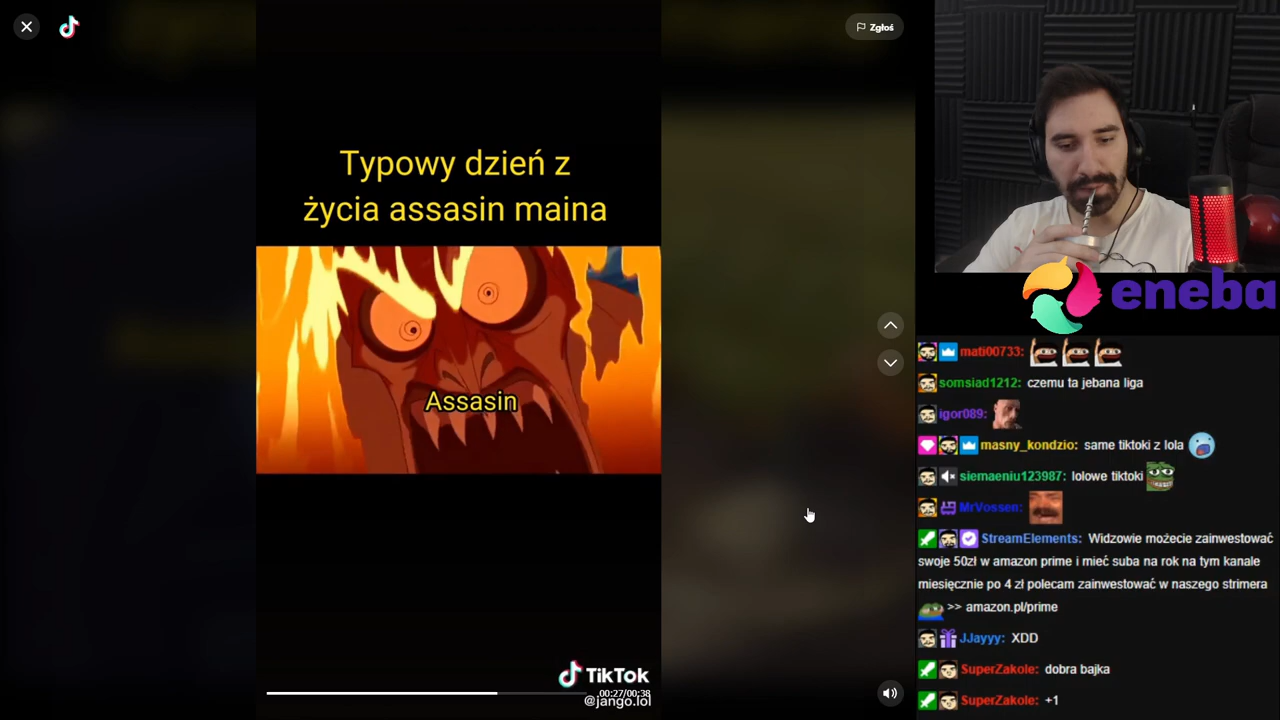 Zgłoś
Typowy dzień z
życia assasin maina
Assasin
TikTok
00:27/00:38
@jango.lol
eneba
mati00733:
somsiad1212: czemu ta jebana liga
igor089:
masny_kondzio: same tiktoki z lola
siemaeniu123987: lolowe tiktoki
MrVossen:
StreamElements: Widzowie możecie zainwestować
swoje 50zł w amazon prime i mieć suba na rok na tym kanale
miesięcznie po 4 zł polecam zainwestować w naszego strimera
>> amazon.pl/prime
JJayyy: XDD
SuperZakole: dobra bajka
SuperZakole: +1